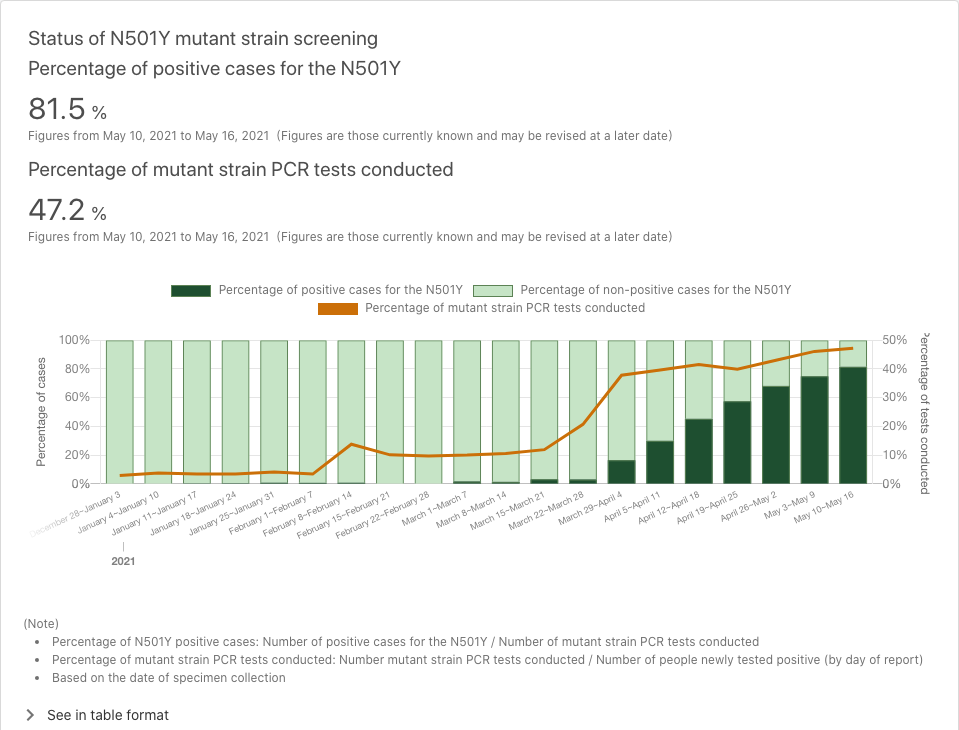 Status of N501Y mutant strain screening
Percentage of positive cases for the N501Y
81.5 %
Figures from May 10, 2021 to May 16, 2021 (Figures are those currently known and may be revised at a later date)
Percentage of mutant strain PCR tests conducted
47.2 %
Figures from May 10, 2021 to May 16, 2021 (Figures are those currently known and may be revised at a later date)
Percentage of positive cases for the N501Y
Percentage of non-positive cases for the N501Y
Percentage of mutant strain PCR tests conducted
Percentage of cases
100%
80%
60%
40%
20%
0%
50%
40%
30%
20%
10%
0%
Percentage of tests conducted
December 28~January 3
January 4~January 10
January 11~January 17
January 18~January 24
January 25~January 31
February 1~February 7
February 8~February 14
February 15~February 21
February 22~February 28
March 1~March 7
March 8~March 14
March 15~March 21
March 22~March 28
March 29~April 4
April 5~April 11
April 12~April 18
April 19~April 25
April 26~May 2
May 3~May 9
May 10~May 16
2021
(Note)
• Percentage of N501Y positive cases: Number of positive cases for the N501Y / Number of mutant strain PCR tests conducted
• Percentage of mutant strain PCR tests conducted: Number mutant strain PCR tests conducted / Number of people newly tested positive (by day of report)
• Based on the date of specimen collection
See in table format